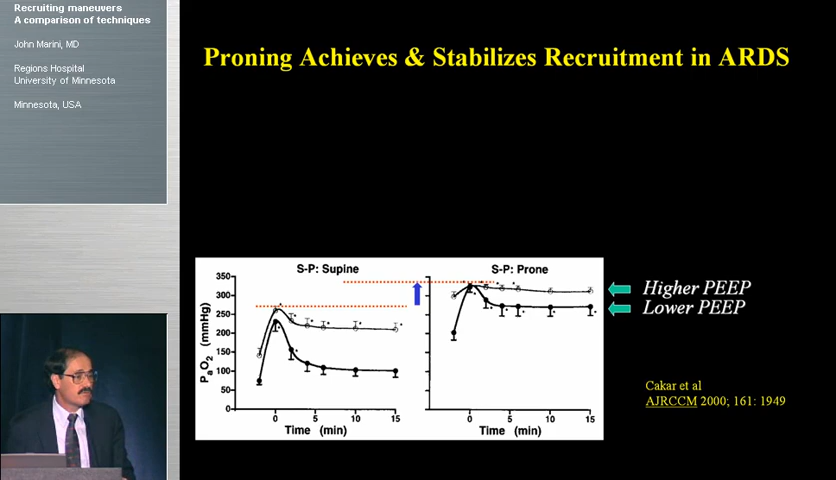 Recruiting maneuvers
A comparison of techniques
John Marini, MD
Regions Hospital
University of Minnesota
Minnesota, USA
Proning Achieves & Stabilizes Recruitment in ARDS
S-P: Supine
S-P: Prone
350
300
250
200
150
100
50
0
PaO2 (mmHg)
0 5 10 15
Time (min)
0 5 10 15
Time (min)
Higher PEEP
Lower PEEP
Cakar et al
AJRCCM 2000; 161: 1949